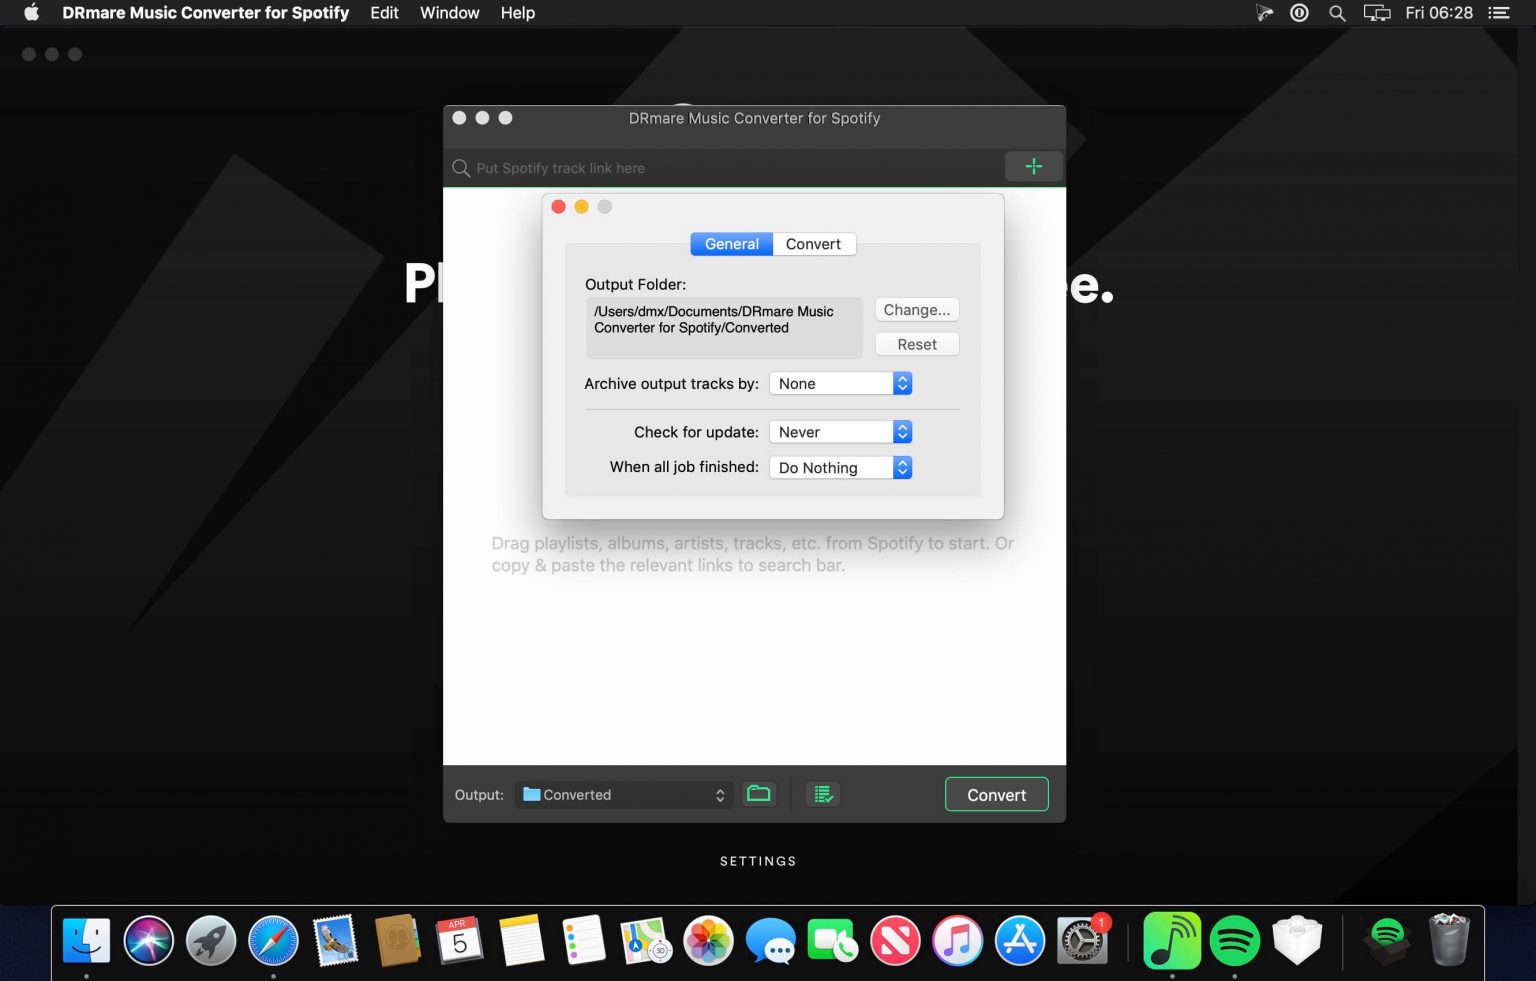 DRmare Music Converter for Spotify Edit Window Help Fri 06:28
DRmare Music Converter for Spotify
Put Spotify track link here
General Convert
Output Folder:
/Users/dmx/Documents/DRmare Music
Converter for Spotify/Converted
Change...
Reset
Archive output tracks by: None
Check for update: Never
When all job finished: Do Nothing
Drag playlists, albums, artists, tracks, etc. from Spotify to start. Or
copy & paste the relevant links to search bar.
Output: Converted Convert
SETTINGS
APR
5
3D
1